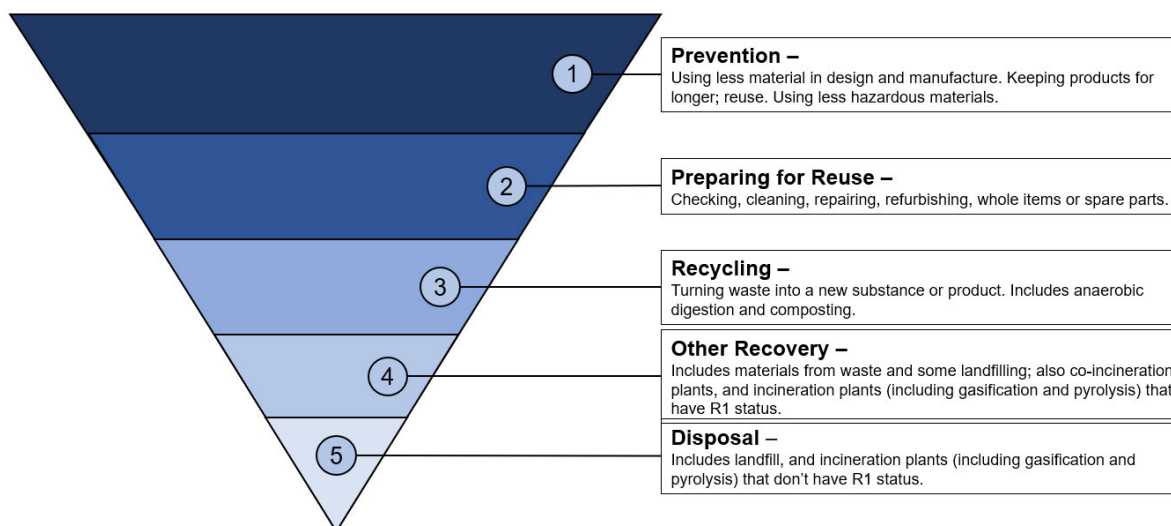 1
Prevention –
Using less material in design and manufacture. Keeping products for
longer; reuse. Using less hazardous materials.
2
Preparing for Reuse –
Checking, cleaning, repairing, refurbishing, whole items or spare parts.
3
Recycling –
Turning waste into a new substance or product. Includes anaerobic
digestion and composting.
4
Other Recovery –
Includes materials from waste and some landfilling; also co-incineration
plants, and incineration plants (including gasification and pyrolysis) that
have R1 status.
5
Disposal –
Includes landfill, and incineration plants (including gasification and
pyrolysis) that don't have R1 status.